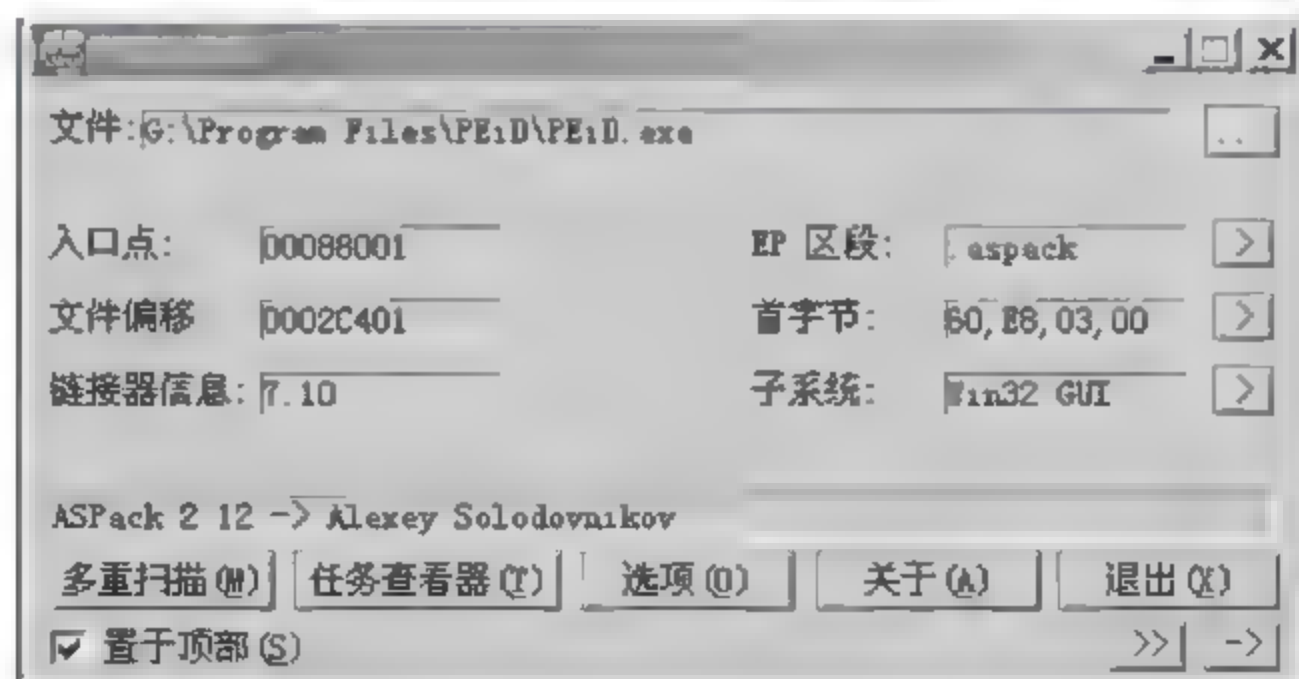 文件: G:\Program Files\PEiD\PEiD.exe ..
入口点: 00088001 EP 区段: .aspack >
文件偏移 0002C401 首字节: 60,E8,03,00 >
链接器信息: 7.10 子系统: Win32 GUI >
ASPack 2 12 -> Alexey Solodovnikov
多重扫描(M) 任务查看器(T) 选项(O) 关于(A) 退出(X)
置于顶部(S) >> ->